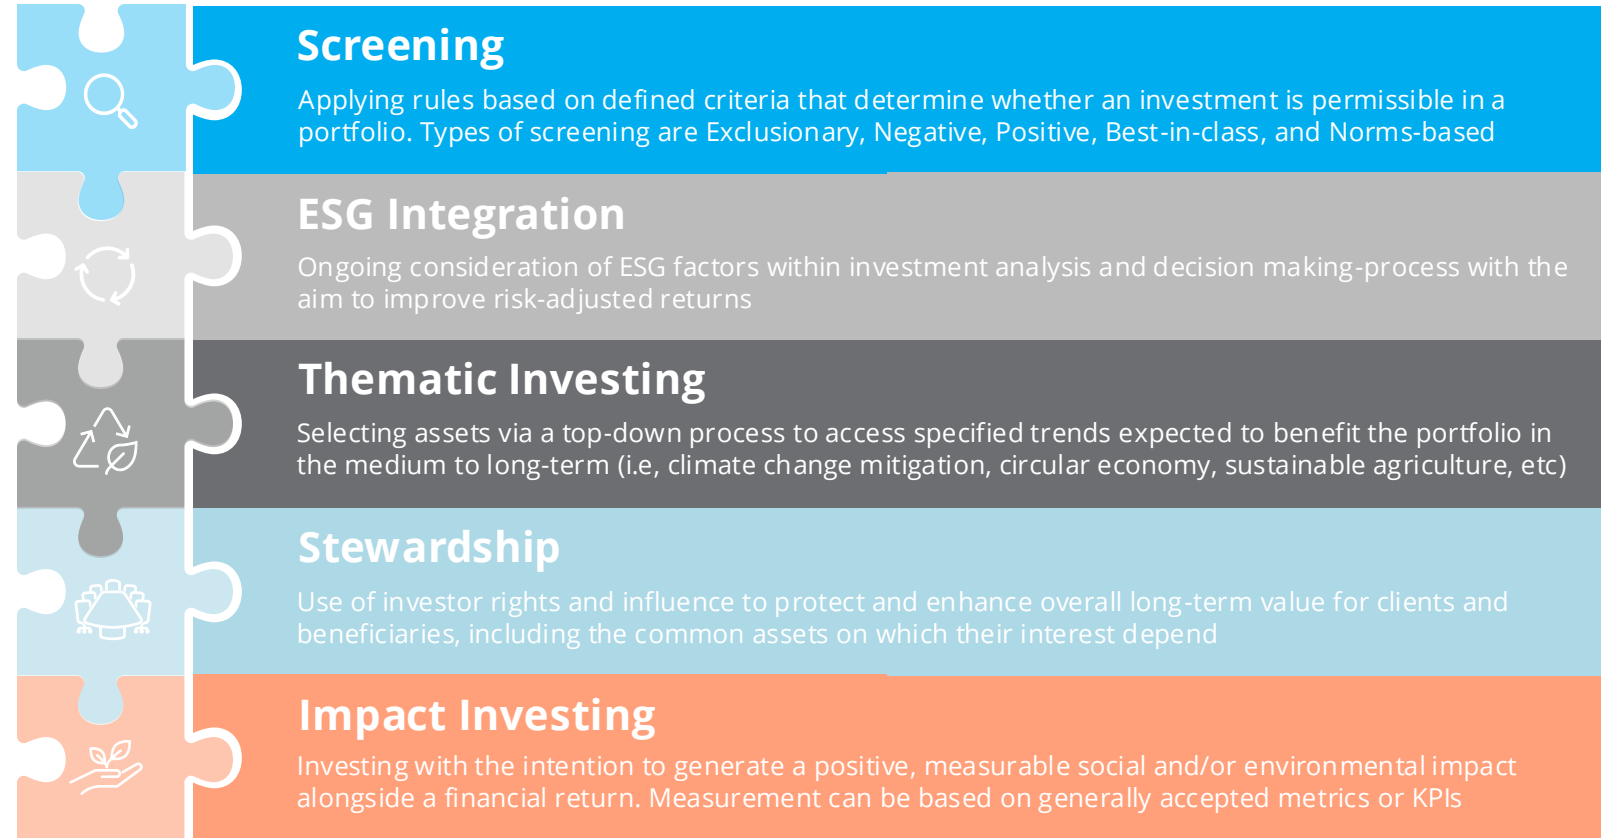 Screening
Applying rules based on defined criteria that determine whether an investment is permissible in a
portfolio. Types of screening are Exclusionary, Negative, Positive, Best-in-class, and Norms-based
ESG Integration
Ongoing consideration of ESG factors within investment analysis and decision making-process with the
aim to improve risk-adjusted returns
Thematic Investing
Selecting assets via a top-down process to access specified trends expected to benefit the portfolio in
the medium to long-term (i.e, climate change mitigation, circular economy, sustainable agriculture, etc)
Stewardship
Use of investor rights and influence to protect and enhance overall long-term value for clients and
beneficiaries, including the common assets on which their interest depend
Impact Investing
Investing with the intention to generate a positive, measurable social and/or environmental impact
alongside a financial return. Measurement can be based on generally accepted metrics or KPIs